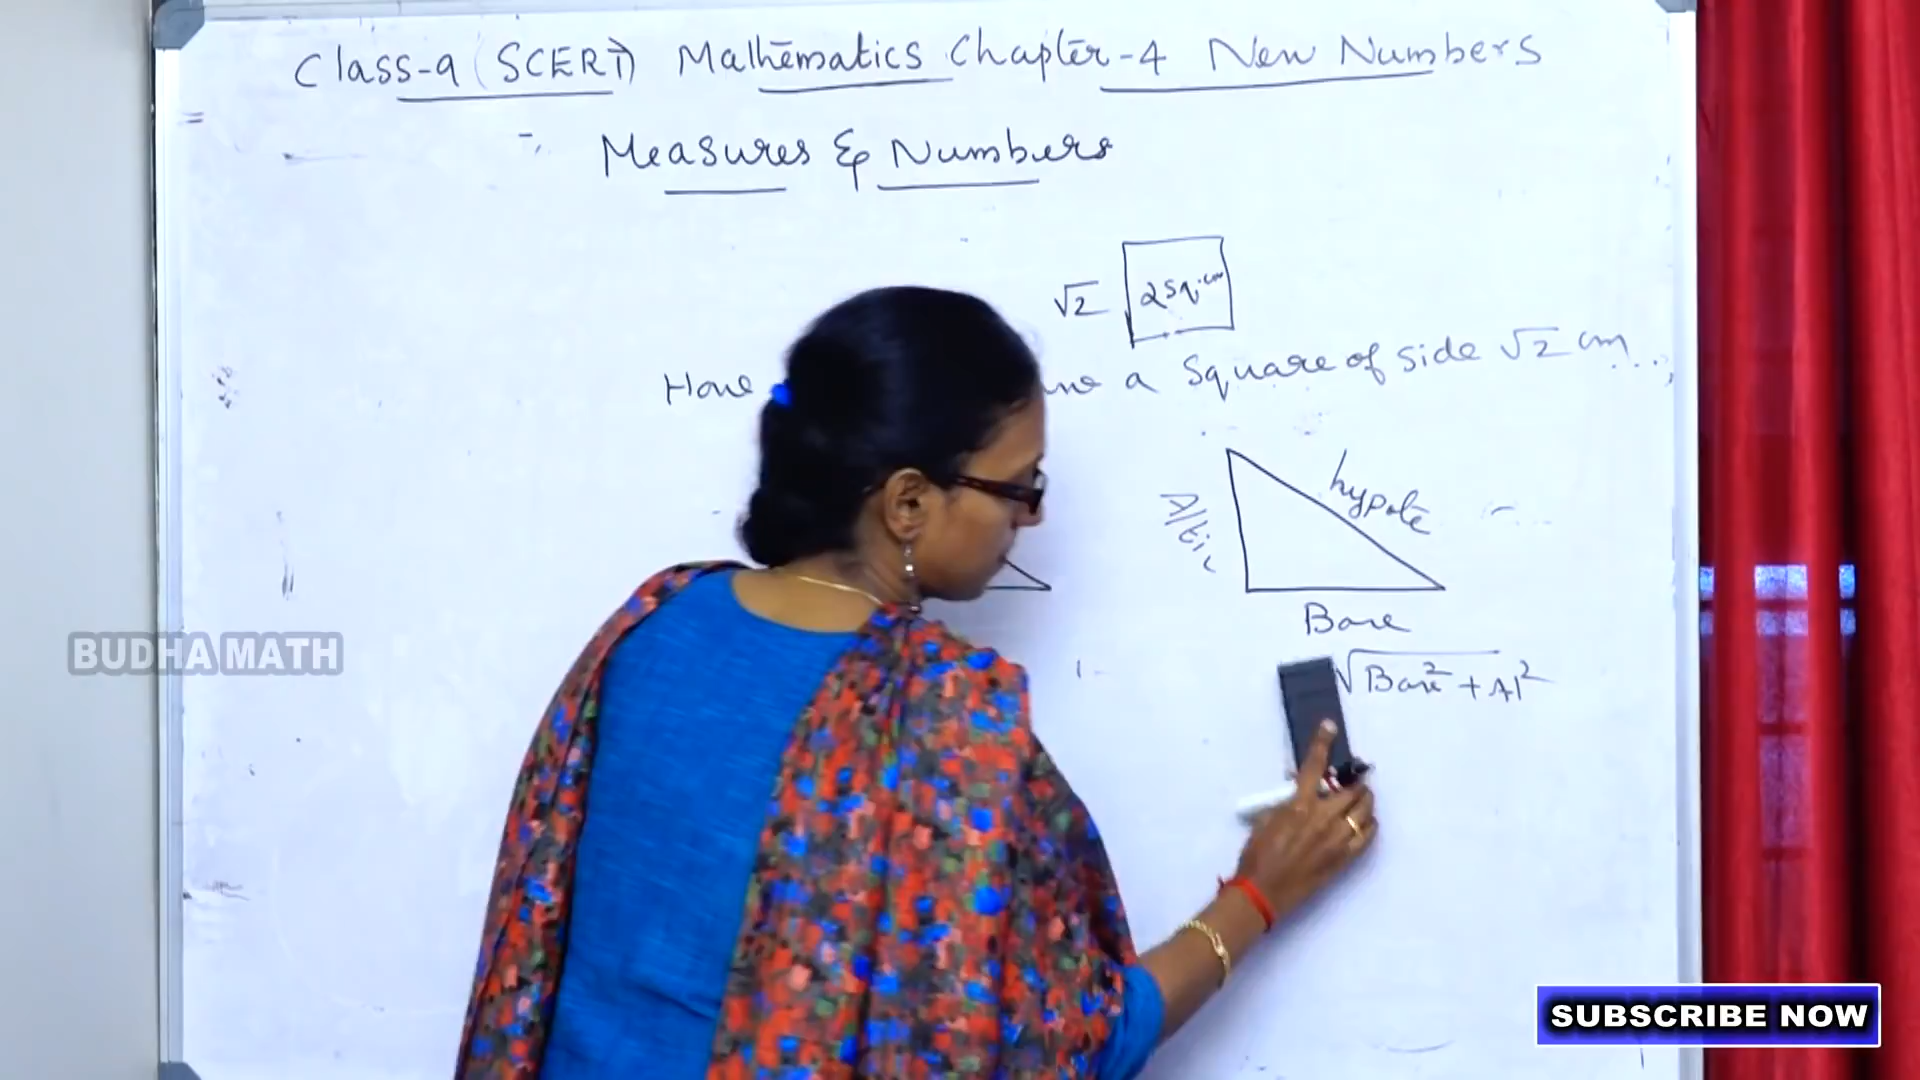 Class-9 (SCERT) Mathematics Chapter-4 New Numbers
Measures & Numbers
√2 2 sq.cm
How a Square of side √2 cm
hypote
Alti
Base
√Base² + Al²
BUDHA MATH
SUBSCRIBE NOW